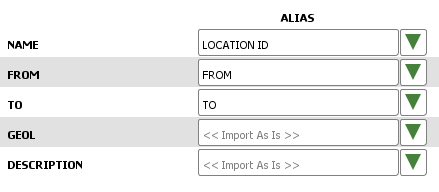 ALIAS
NAME LOCATION ID
FROM FROM
TO TO
GEOL << Import As Is >>
DESCRIPTION << Import As Is >>